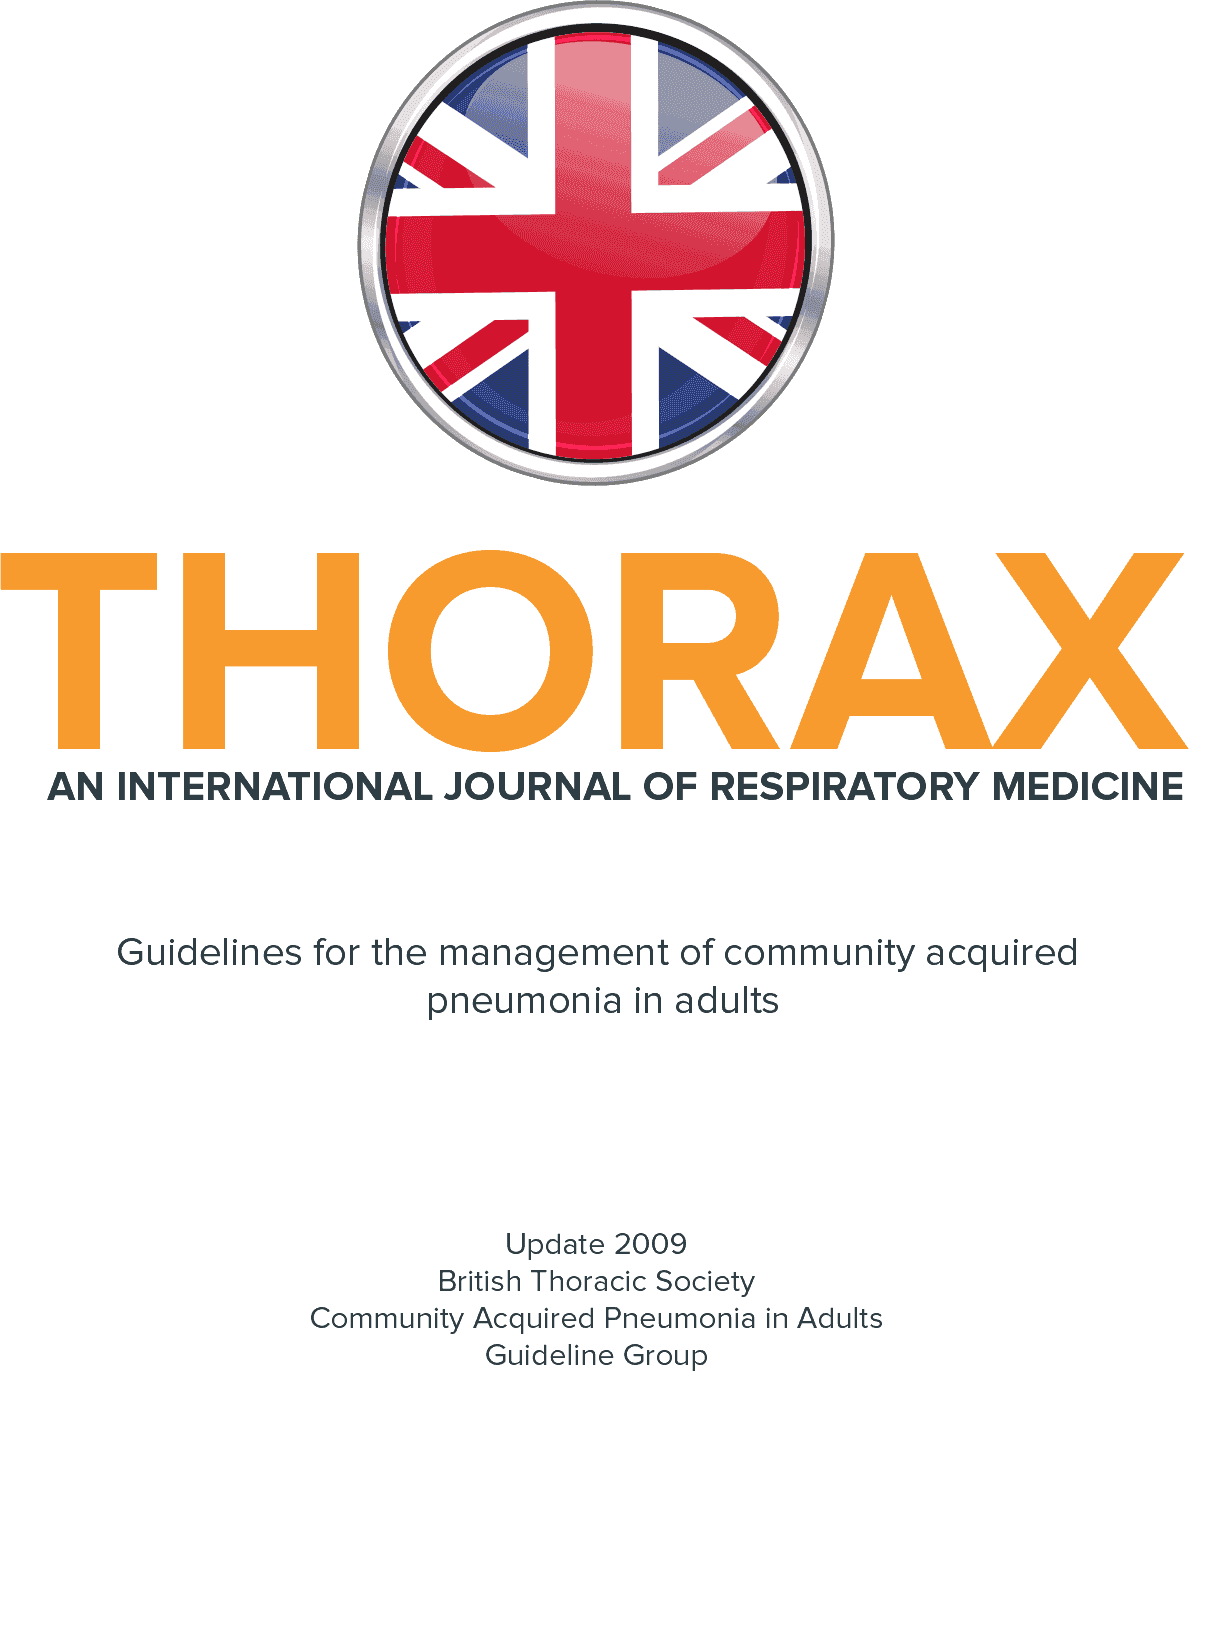 THORAX
AN INTERNATIONAL JOURNAL OF RESPIRATORY MEDICINE
Guidelines for the management of community acquired
pneumonia in adults
Update 2009
British Thoracic Society
Community Acquired Pneumonia in Adults
Guideline Group